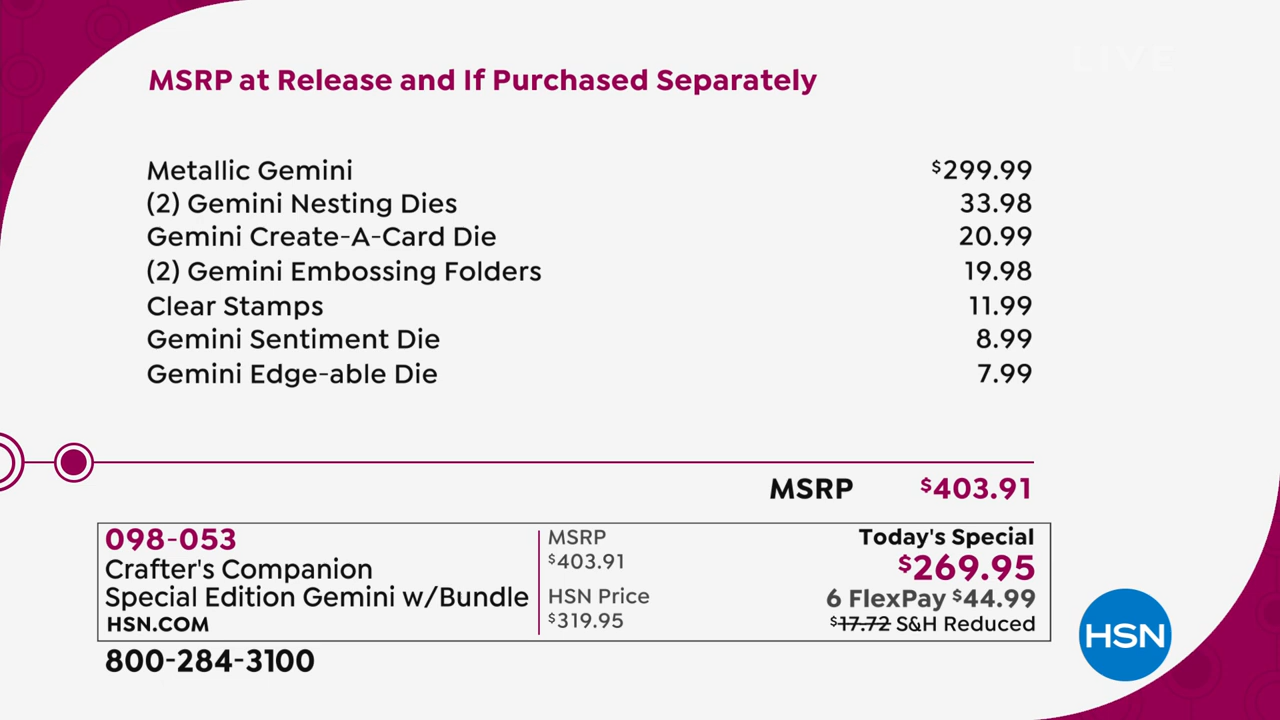 LIVE
MSRP at Release and If Purchased Separately
Metallic Gemini $299.99
(2) Gemini Nesting Dies 33.98
Gemini Create-A-Card Die 20.99
(2) Gemini Embossing Folders 19.98
Clear Stamps 11.99
Gemini Sentiment Die 8.99
Gemini Edge-able Die 7.99
MSRP $403.91
098-053
Crafter's Companion
Special Edition Gemini w/Bundle
HSN.COM
MSRP
$403.91
HSN Price
$319.95
Today's Special
$269.95
6 FlexPay $44.99
$17.72 S&H Reduced
800-284-3100
HSN